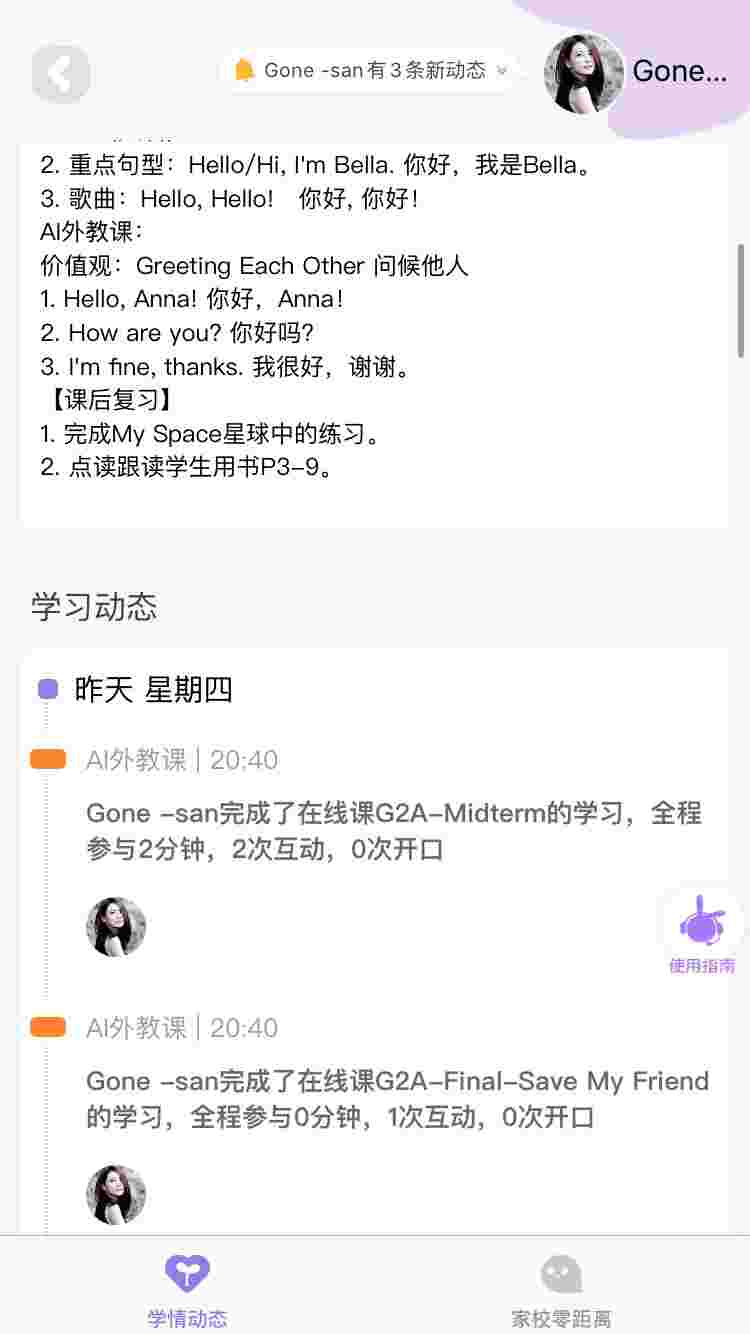 Gone -san有3条新动态
Gone...
2. 重点句型：Hello/Hi, I'm Bella. 你好，我是Bella。
3. 歌曲：Hello, Hello!　你好, 你好！
AI外教课：
价值观：Greeting Each Other 问候他人
1. Hello, Anna! 你好，Anna！
2. How are you? 你好吗？
3. I'm fine, thanks. 我很好，谢谢。
【课后复习】
1. 完成My Space星球中的练习。
2. 点读跟读学生用书P3-9。
学习动态
昨天 星期四
AI外教课 | 20:40
Gone -san完成了在线课G2A-Midterm的学习，全程
参与2分钟，2次互动，0次开口
使用指南
AI外教课 | 20:40
Gone -san完成了在线课G2A-Final-Save My Friend
的学习，全程参与0分钟，1次互动，0次开口
学情动态
家校零距离